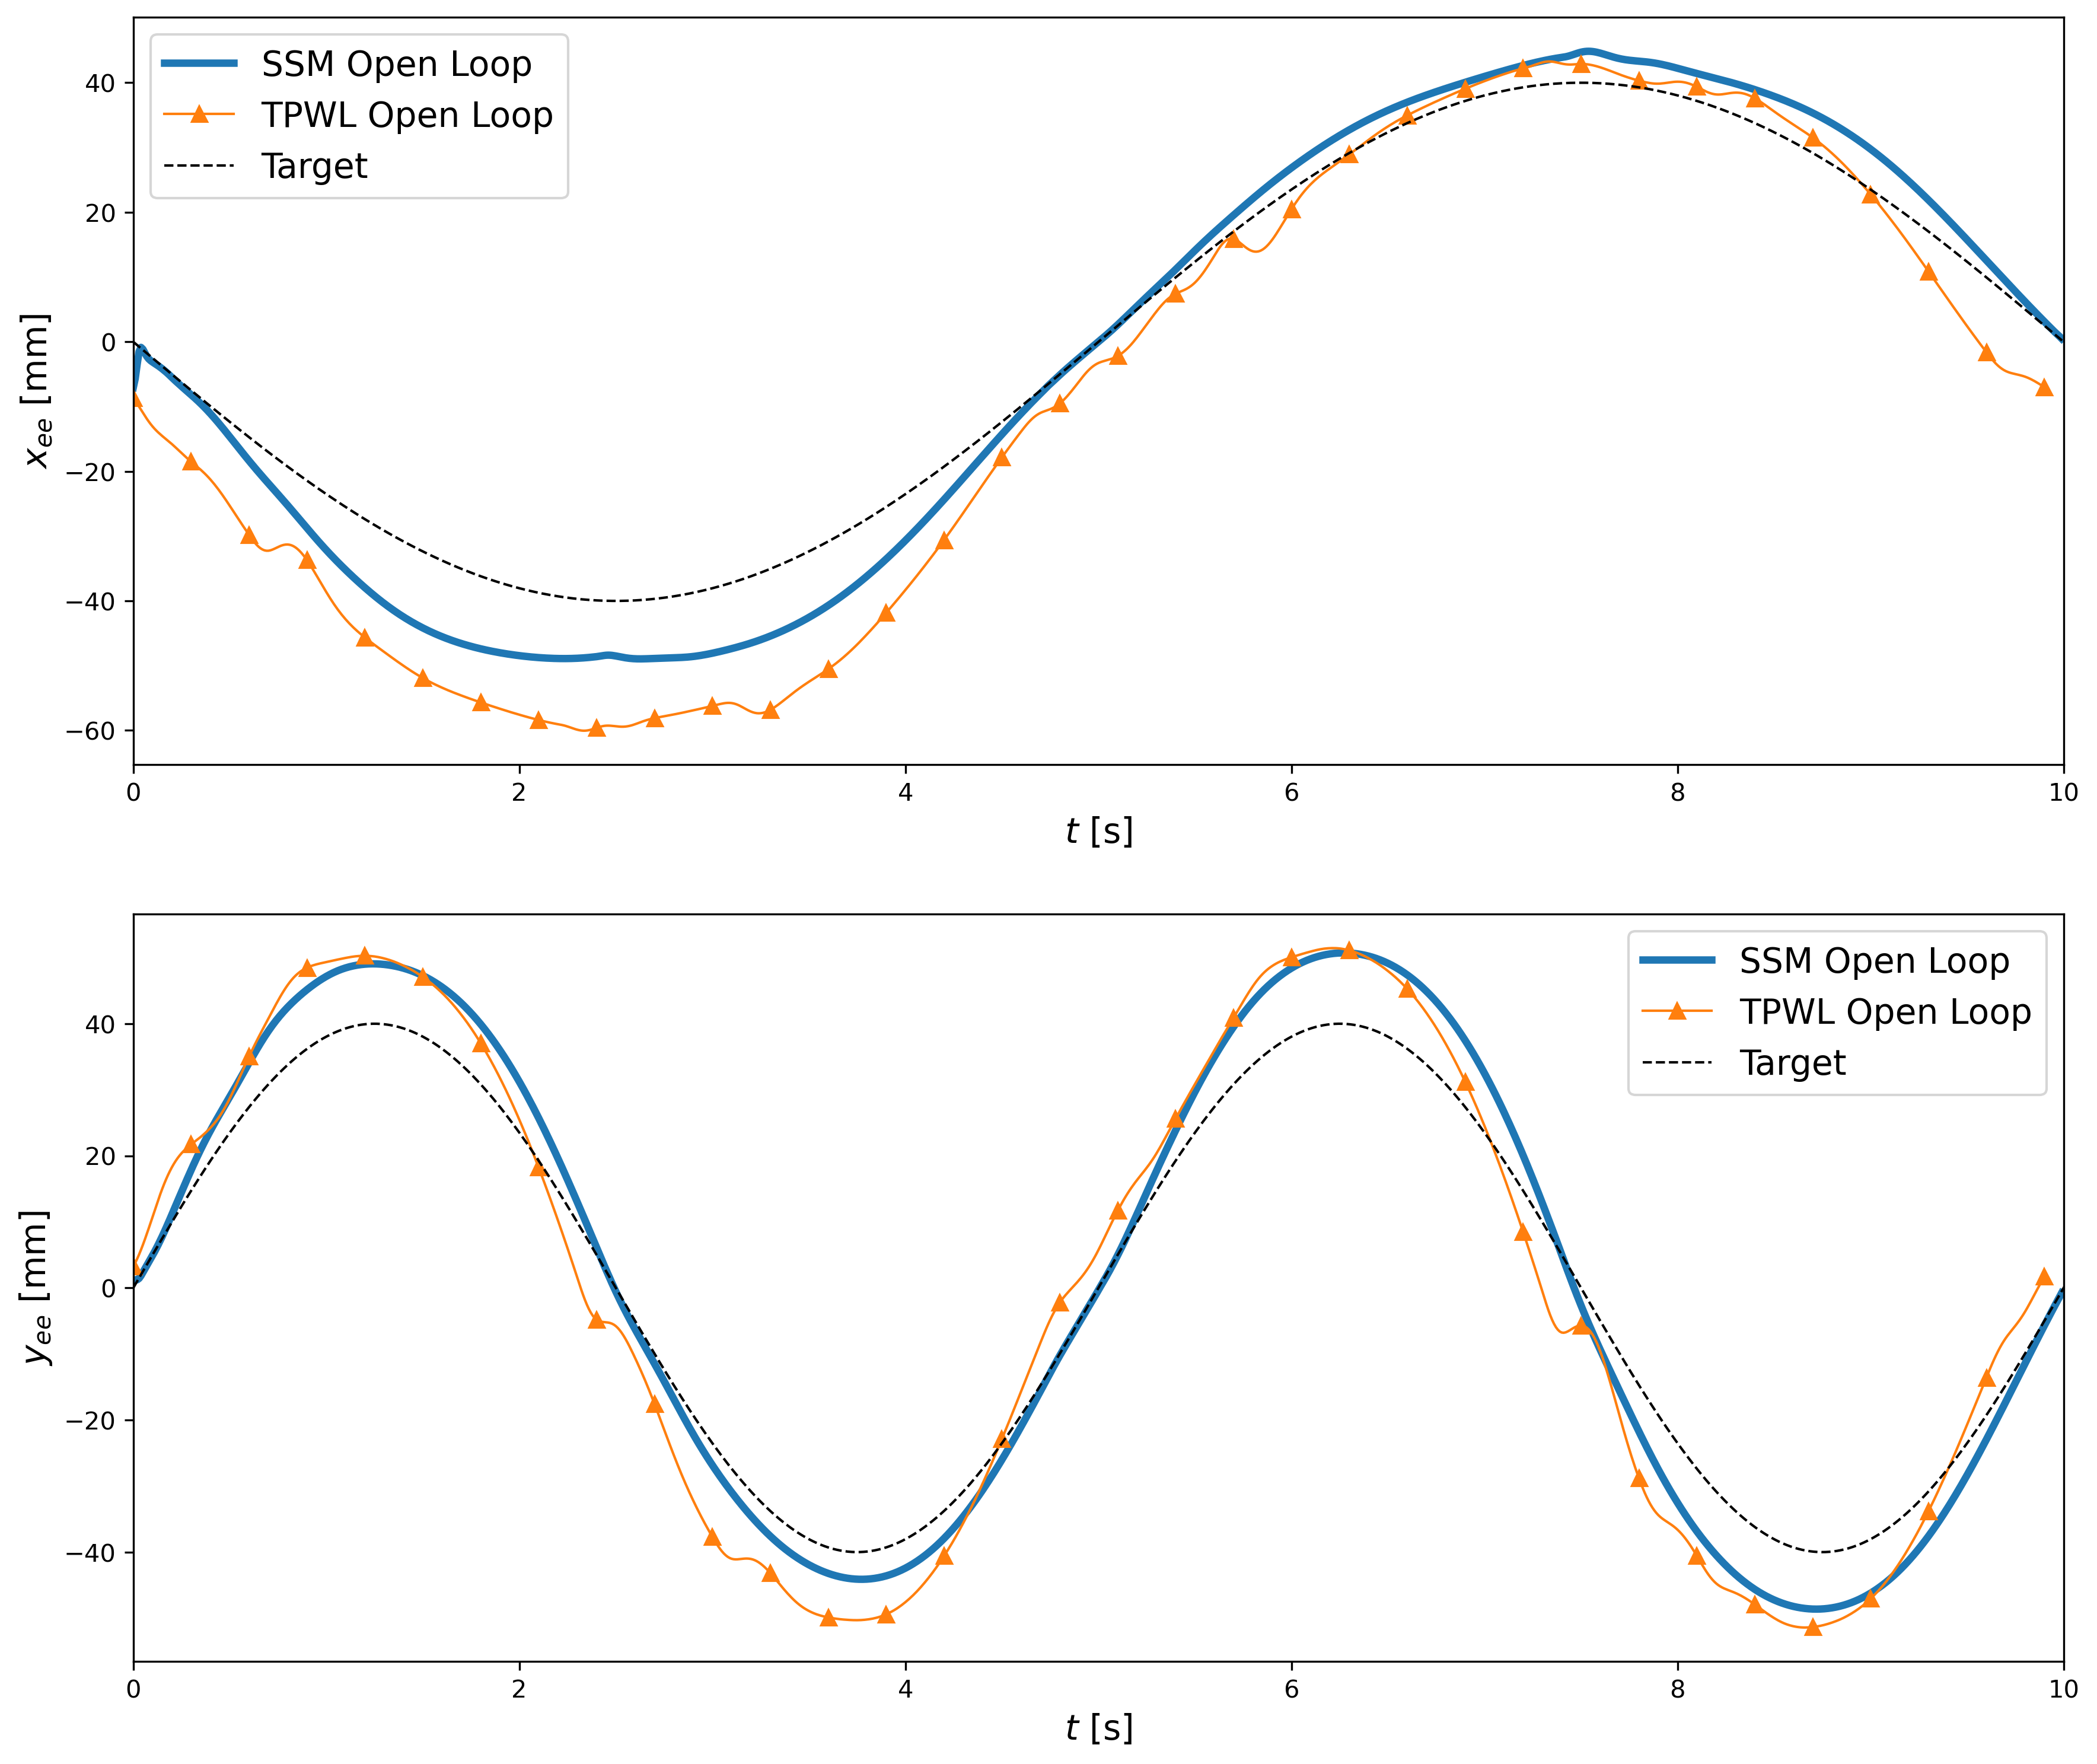 SSM Open Loop
TPWL Open Loop
Target
40
20
0
−20
−40
−60
x_ee [mm]
0 2 4 6 8 10
t [s]
SSM Open Loop
TPWL Open Loop
Target
40
20
0
−20
−40
y_ee [mm]
0 2 4 6 8 10
t [s]